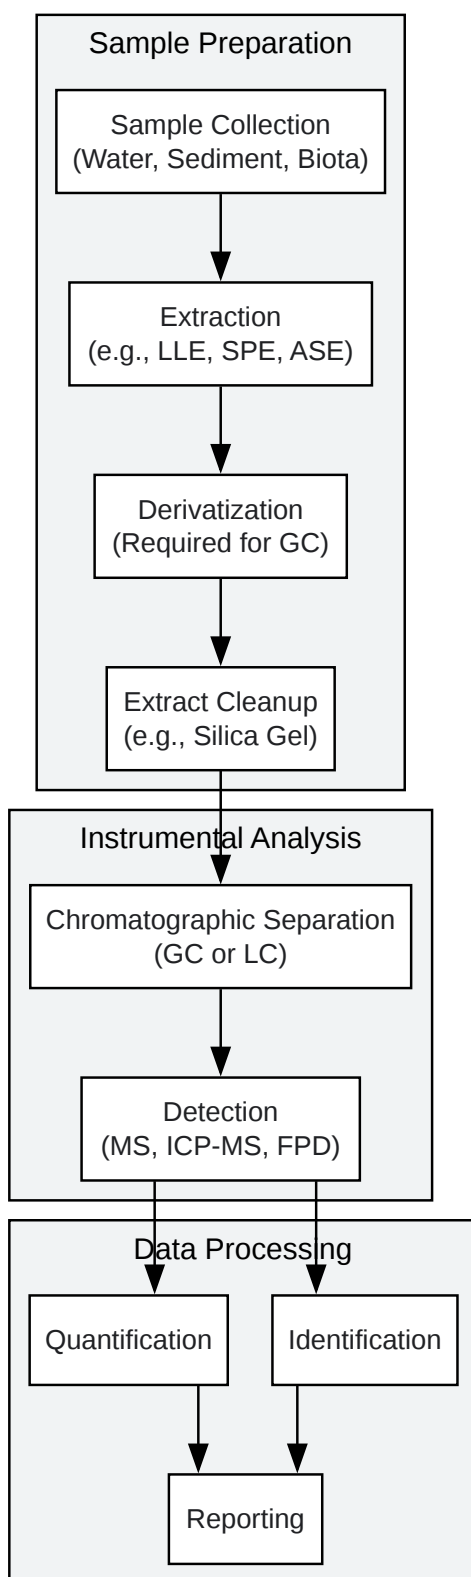 Sample Preparation
Sample Collection
(Water, Sediment, Biota)
Extraction
(e.g., LLE, SPE, ASE)
Derivatization
(Required for GC)
Extract Cleanup
(e.g., Silica Gel)
Instrumental Analysis
Chromatographic Separation
(GC or LC)
Detection
(MS, ICP-MS, FPD)
Data Processing
Quantification
Identification
Reporting